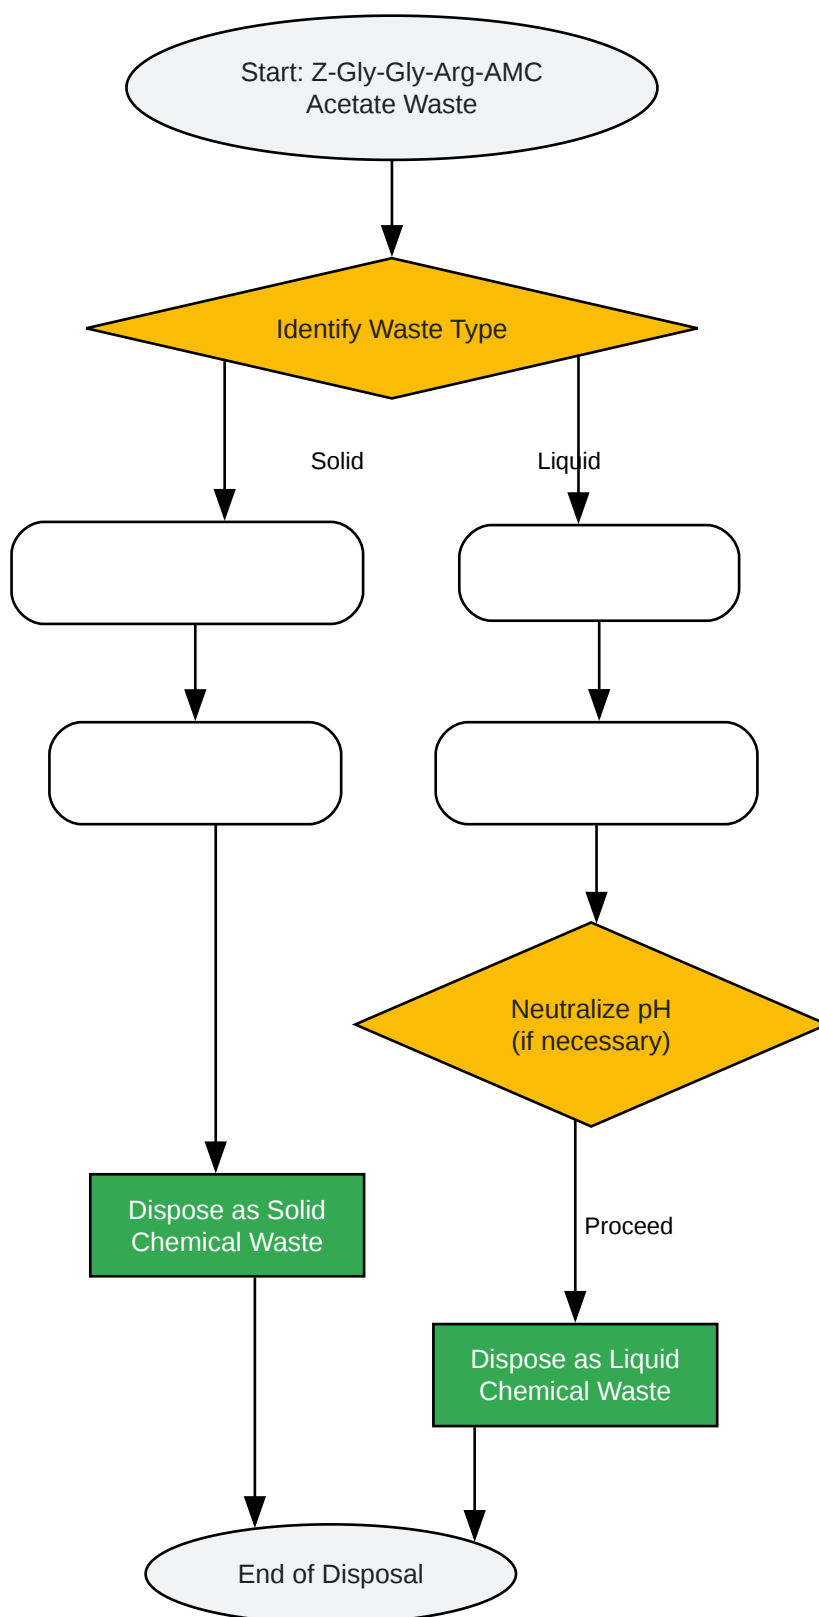 Start: Z-Gly-Gly-Arg-AMC
Acetate Waste
Identify Waste Type
Solid
Liquid
Neutralize pH
(if necessary)
Dispose as Solid
Chemical Waste
Proceed
Dispose as Liquid
Chemical Waste
End of Disposal